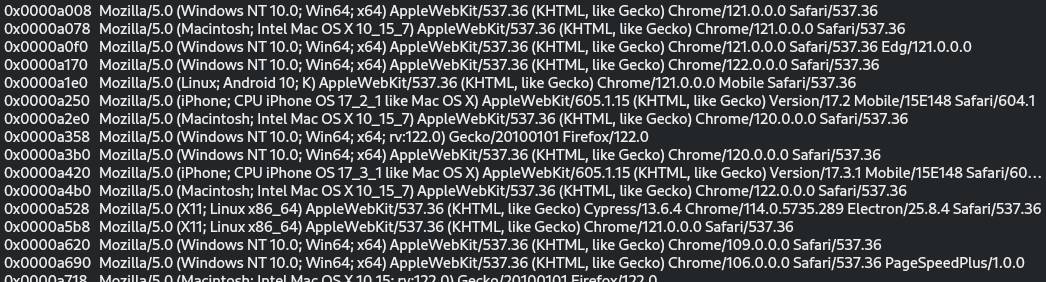 0x0000a008 Mozilla/5.0 (Windows NT 10.0; Win64; x64) AppleWebKit/537.36 (KHTML, like Gecko) Chrome/121.0.0.0 Safari/537.36
0x0000a078 Mozilla/5.0 (Macintosh; Intel Mac OS X 10_15_7) AppleWebKit/537.36 (KHTML, like Gecko) Chrome/121.0.0.0 Safari/537.36
0x0000a0f0 Mozilla/5.0 (Windows NT 10.0; Win64; x64) AppleWebKit/537.36 (KHTML, like Gecko) Chrome/121.0.0.0 Safari/537.36 Edg/121.0.0.0
0x0000a170 Mozilla/5.0 (Windows NT 10.0; Win64; x64) AppleWebKit/537.36 (KHTML, like Gecko) Chrome/122.0.0.0 Safari/537.36
0x0000a1e0 Mozilla/5.0 (Linux; Android 10; K) AppleWebKit/537.36 (KHTML, like Gecko) Chrome/121.0.0.0 Mobile Safari/537.36
0x0000a250 Mozilla/5.0 (iPhone; CPU iPhone OS 17_2_1 like Mac OS X) AppleWebKit/605.1.15 (KHTML, like Gecko) Version/17.2 Mobile/15E148 Safari/604.1
0x0000a2e0 Mozilla/5.0 (Macintosh; Intel Mac OS X 10_15_7) AppleWebKit/537.36 (KHTML, like Gecko) Chrome/120.0.0.0 Safari/537.36
0x0000a358 Mozilla/5.0 (Windows NT 10.0; Win64; x64; rv:122.0) Gecko/20100101 Firefox/122.0
0x0000a3b0 Mozilla/5.0 (Windows NT 10.0; Win64; x64) AppleWebKit/537.36 (KHTML, like Gecko) Chrome/120.0.0.0 Safari/537.36
0x0000a420 Mozilla/5.0 (iPhone; CPU iPhone OS 17_3_1 like Mac OS X) AppleWebKit/605.1.15 (KHTML, like Gecko) Version/17.3.1 Mobile/15E148 Safari/60...
0x0000a4b0 Mozilla/5.0 (Macintosh; Intel Mac OS X 10_15_7) AppleWebKit/537.36 (KHTML, like Gecko) Chrome/122.0.0.0 Safari/537.36
0x0000a528 Mozilla/5.0 (X11; Linux x86_64) AppleWebKit/537.36 (KHTML, like Gecko) Cypress/13.6.4 Chrome/114.0.5735.289 Electron/25.8.4 Safari/537.36
0x0000a5b8 Mozilla/5.0 (X11; Linux x86_64) AppleWebKit/537.36 (KHTML, like Gecko) Chrome/121.0.0.0 Safari/537.36
0x0000a620 Mozilla/5.0 (Windows NT 10.0; Win64; x64) AppleWebKit/537.36 (KHTML, like Gecko) Chrome/109.0.0.0 Safari/537.36
0x0000a690 Mozilla/5.0 (Windows NT 10.0; Win64; x64) AppleWebKit/537.36 (KHTML, like Gecko) Chrome/106.0.0.0 Safari/537.36 PageSpeedPlus/1.0.0
0x0000a718 Mozilla/5.0 (Macintosh; Intel Mac OS X 10.15; rv:122.0) Gecko/20100101 Firefox/122.0